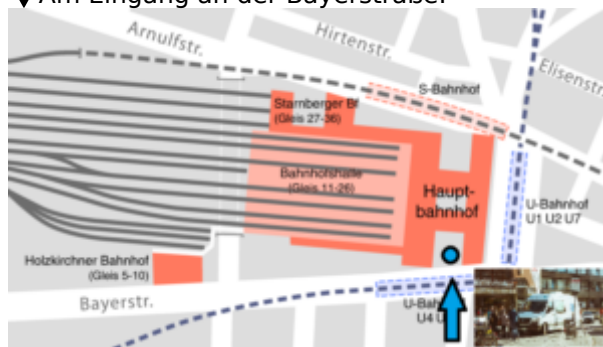 Am Eingang an der Bayerstraße:
Arnulfstr.
Hirtenstr.
Elisenstr.
S-Bahnhof
Starnberger Bf
(Gleis 27-36)
Bahnhofshalle
(Gleis 11-26)
Haupt-
bahnhof
U-Bahnhof
U1 U2 U7
Holzkirchner Bahnhof
(Gleis 5-10)
Bayerstr.
U4